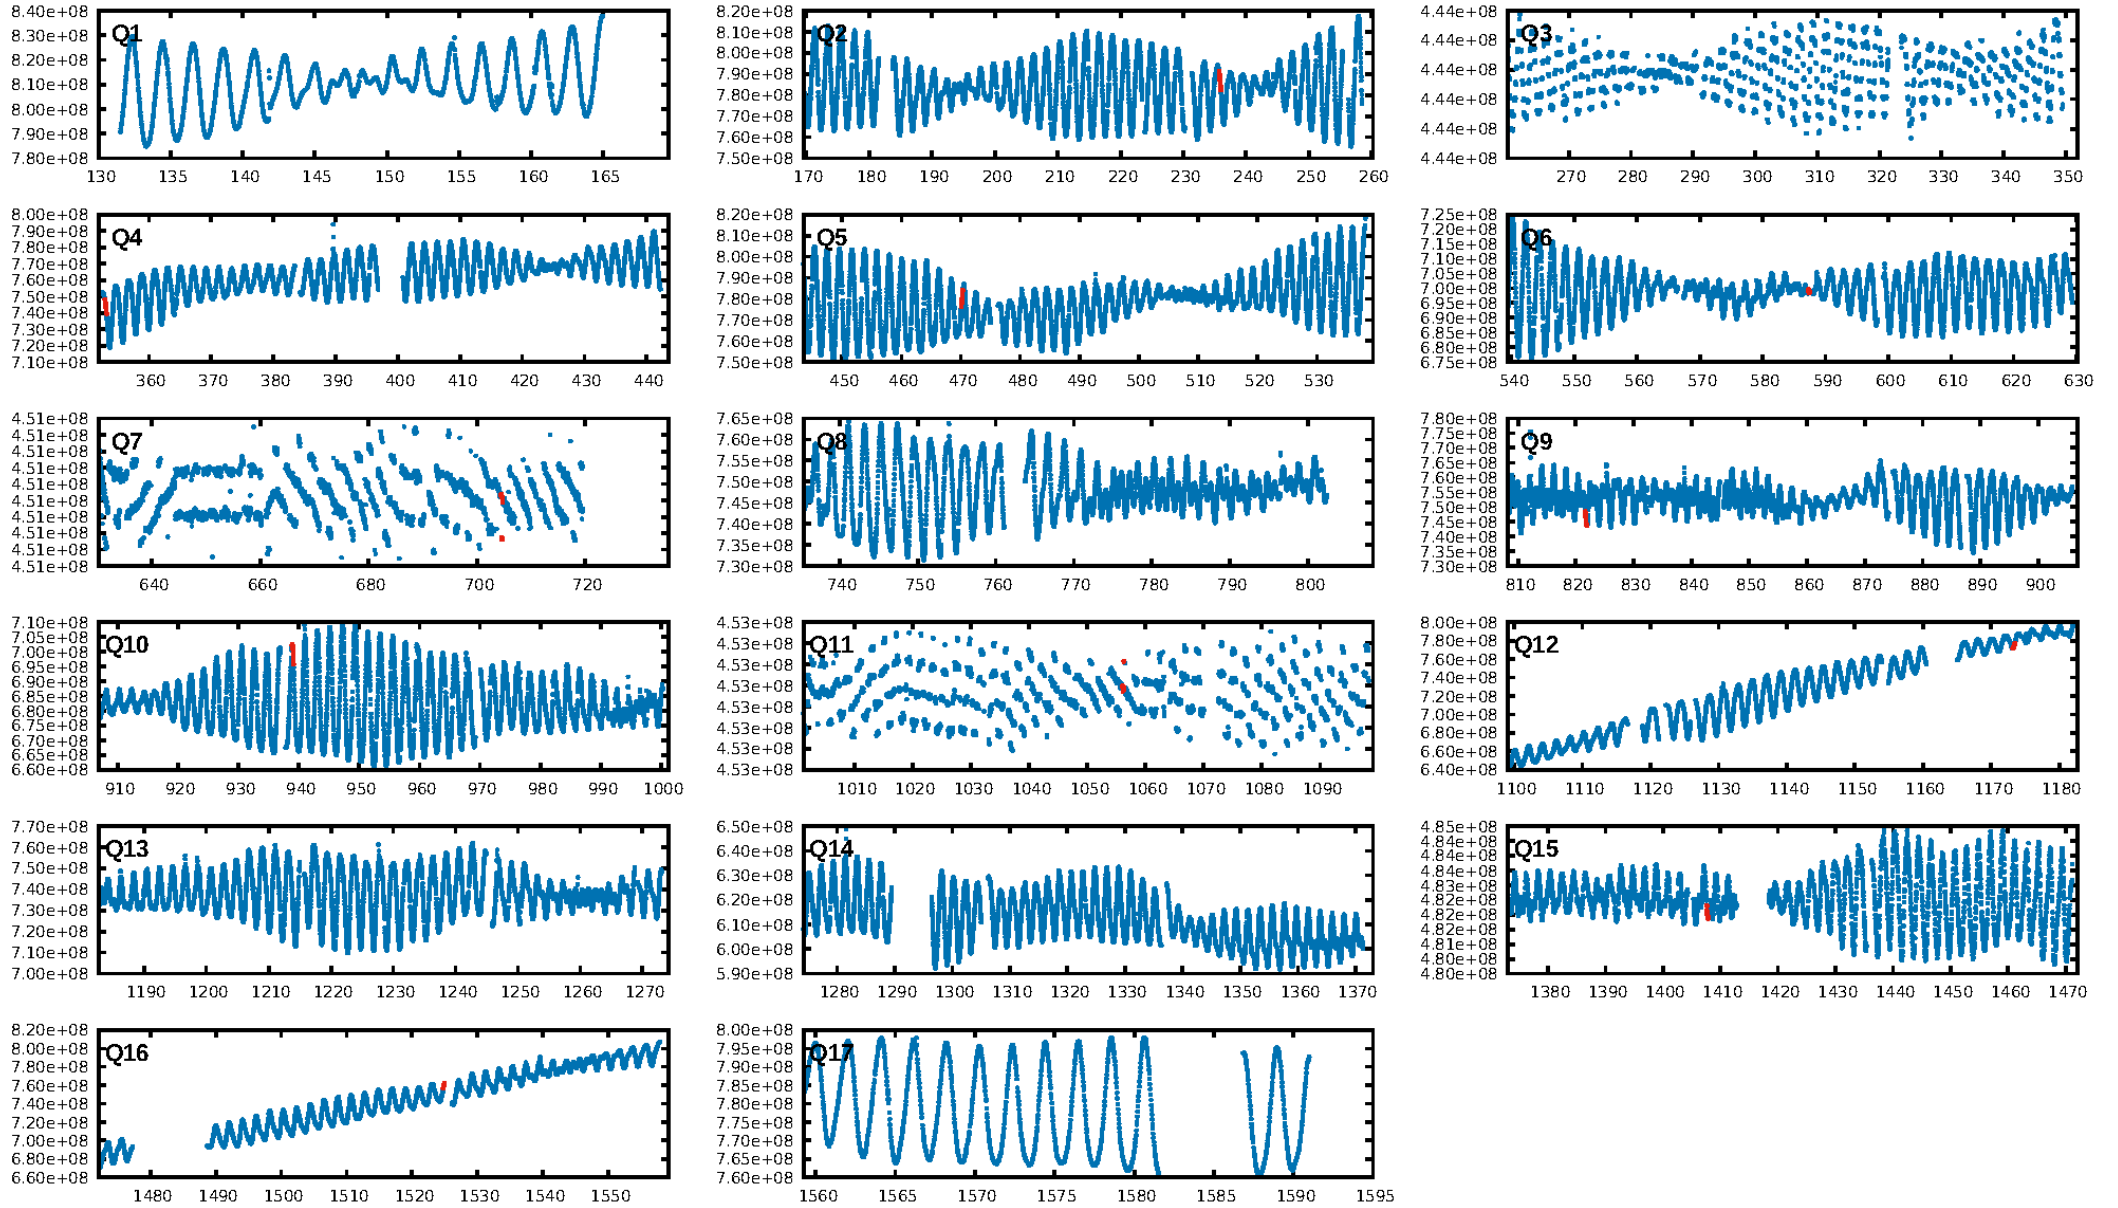 8.40e+08 8.30e+08 8.20e+08 8.10e+08 8.00e+08 7.90e+08 7.80e+08
Q1
130 135 140 145 150 155 160 165
8.20e+08 8.10e+08 8.00e+08 7.90e+08 7.80e+08 7.70e+08 7.60e+08 7.50e+08
Q2
170 180 190 200 210 220 230 240 250 260
4.44e+08 4.44e+08 4.44e+08 4.44e+08 4.44e+08 4.44e+08
Q3
270 280 290 300 310 320 330 340 350
8.00e+08 7.90e+08 7.80e+08 7.70e+08 7.60e+08 7.50e+08 7.40e+08 7.30e+08 7.20e+08 7.10e+08
Q4
360 370 380 390 400 410 420 430 440
8.20e+08 8.10e+08 8.00e+08 7.90e+08 7.80e+08 7.70e+08 7.60e+08 7.50e+08
Q5
450 460 470 480 490 500 510 520 530
7.25e+08 7.20e+08 7.15e+08 7.10e+08 7.05e+08 7.00e+08 6.95e+08 6.90e+08 6.85e+08 6.80e+08 6.75e+08
Q6
540 550 560 570 580 590 600 610 620 630
4.51e+08 4.51e+08 4.51e+08 4.51e+08 4.51e+08 4.51e+08 4.51e+08 4.51e+08 4.51e+08 4.51e+08
Q7
640 660 680 700 720
7.65e+08 7.60e+08 7.55e+08 7.50e+08 7.45e+08 7.40e+08 7.35e+08 7.30e+08
Q8
740 750 760 770 780 790 800
7.80e+08 7.75e+08 7.70e+08 7.65e+08 7.60e+08 7.55e+08 7.50e+08 7.45e+08 7.40e+08 7.35e+08 7.30e+08
Q9
810 820 830 840 850 860 870 880 890 900
7.10e+08 7.05e+08 7.00e+08 6.95e+08 6.90e+08 6.85e+08 6.80e+08 6.75e+08 6.70e+08 6.65e+08 6.60e+08
Q10
910 920 930 940 950 960 970 980 990 1000
4.53e+08 4.53e+08 4.53e+08 4.53e+08 4.53e+08 4.53e+08 4.53e+08 4.53e+08
Q11
1010 1020 1030 1040 1050 1060 1070 1080 1090
8.00e+08 7.80e+08 7.60e+08 7.40e+08 7.20e+08 7.00e+08 6.80e+08 6.60e+08 6.40e+08
Q12
1100 1110 1120 1130 1140 1150 1160 1170 1180
7.70e+08 7.60e+08 7.50e+08 7.40e+08 7.30e+08 7.20e+08 7.10e+08 7.00e+08
Q13
1190 1200 1210 1220 1230 1240 1250 1260 1270
6.50e+08 6.40e+08 6.30e+08 6.20e+08 6.10e+08 6.00e+08 5.90e+08
Q14
1280 1290 1300 1310 1320 1330 1340 1350 1360 1370
4.85e+08 4.84e+08 4.84e+08 4.83e+08 4.83e+08 4.82e+08 4.82e+08 4.81e+08 4.81e+08 4.80e+08 4.80e+08
Q15
1380 1390 1400 1410 1420 1430 1440 1450 1460 1470
8.20e+08 8.00e+08 7.80e+08 7.60e+08 7.40e+08 7.20e+08 7.00e+08 6.80e+08 6.60e+08
Q16
1480 1490 1500 1510 1520 1530 1540 1550
8.00e+08 7.95e+08 7.90e+08 7.85e+08 7.80e+08 7.75e+08 7.70e+08 7.65e+08 7.60e+08
Q17
1560 1565 1570 1575 1580 1585 1590 1595